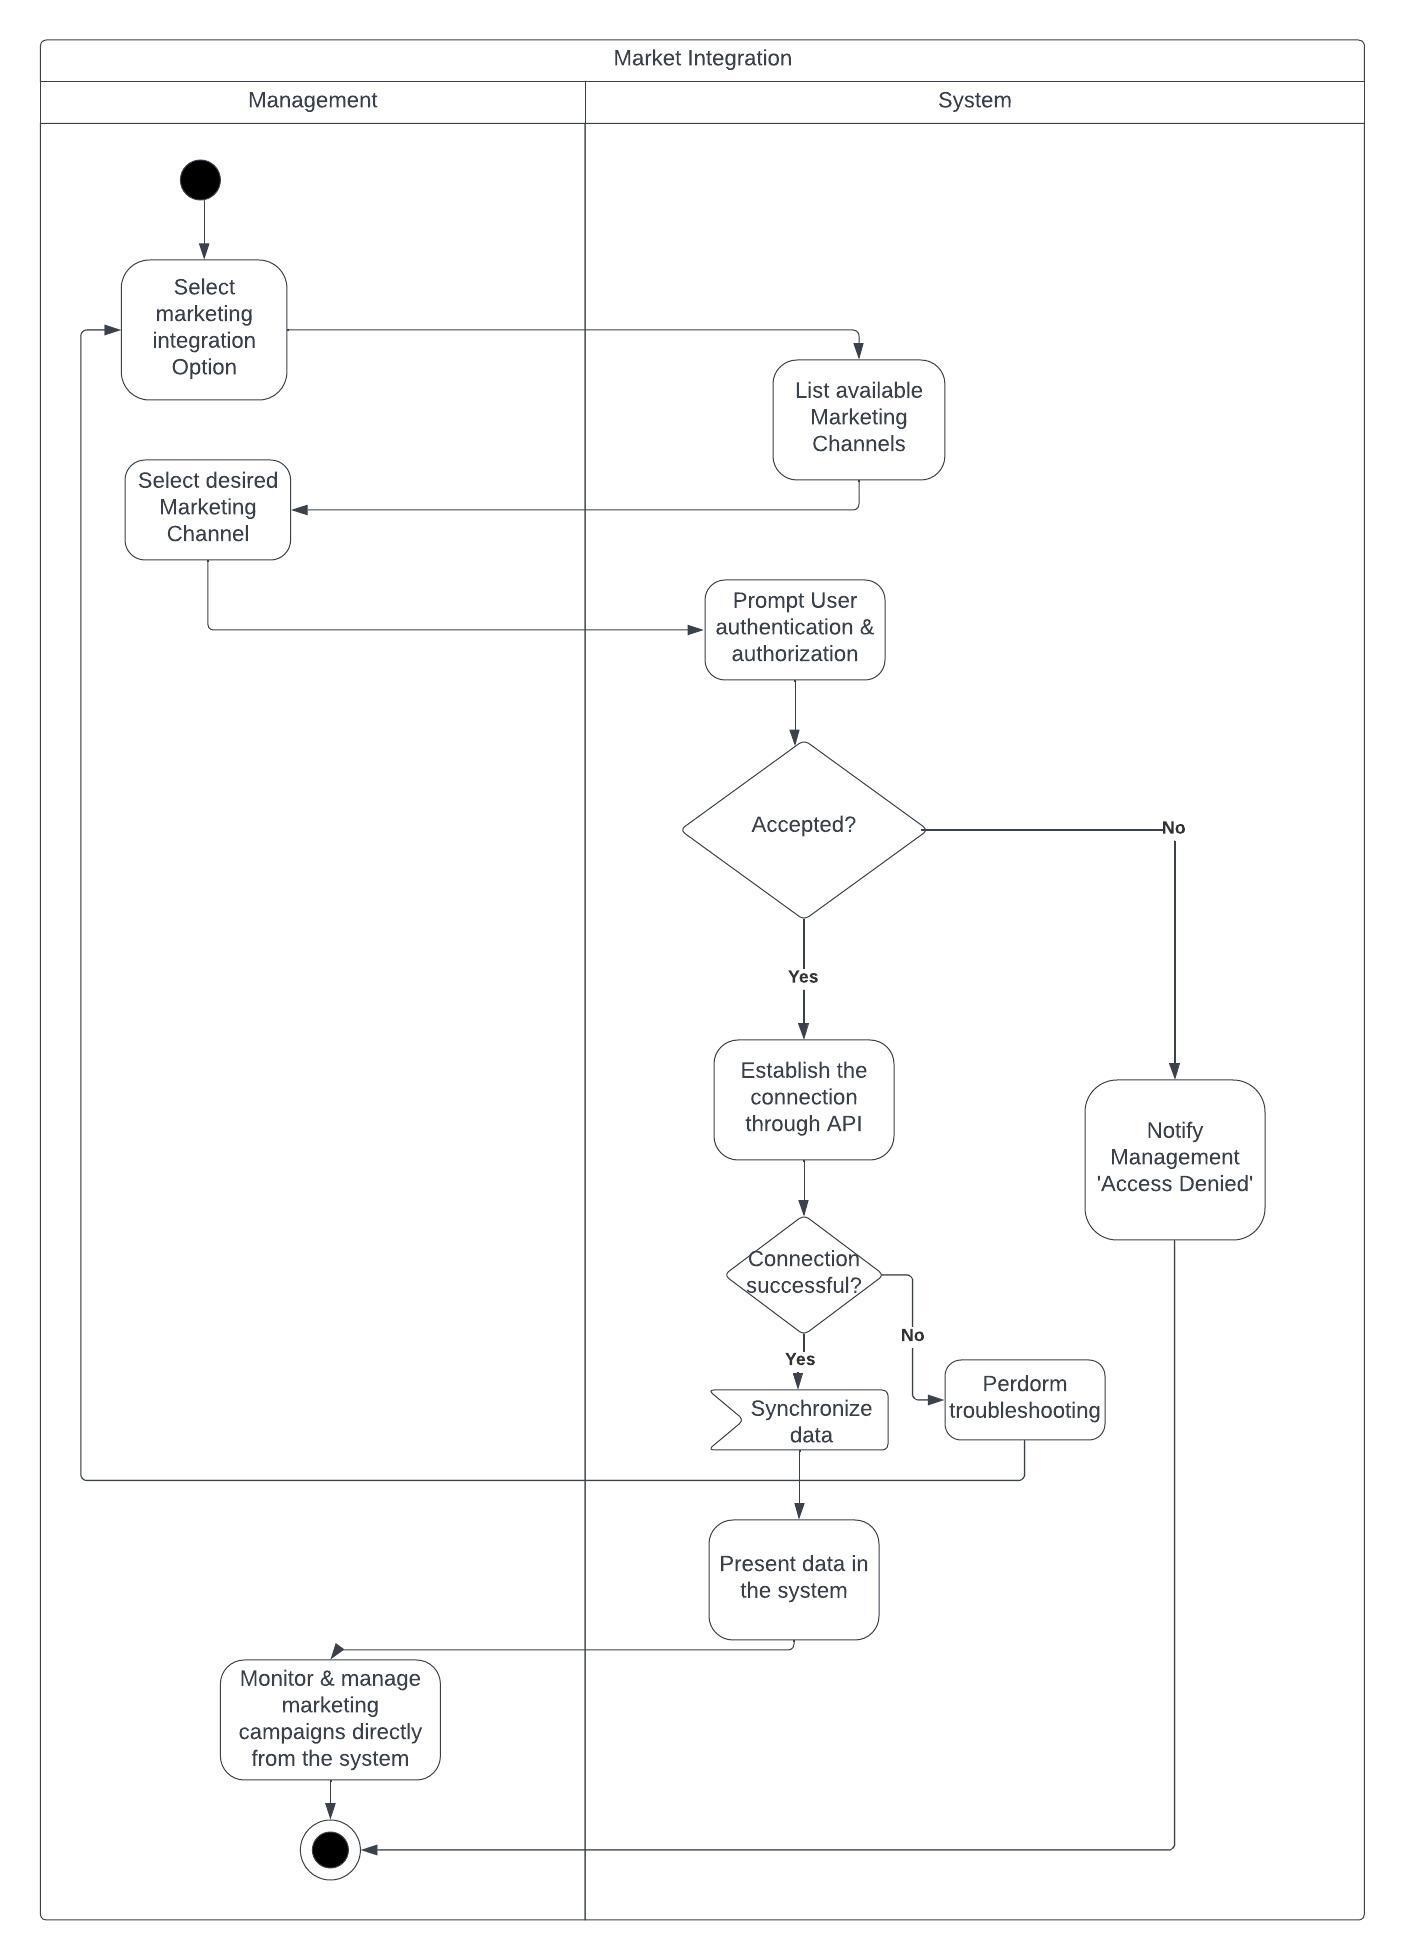 Market Integration
Management
System
Select
marketing
integration
Option
List available
Marketing
Channels
Select desired
Marketing
Channel
Prompt User
authentication &
authorization
Accepted?
No
Yes
Establish the
connection
through API
Notify
Management
'Access Denied'
Connection
successful?
No
Yes
Perdorm
troubleshooting
Synchronize
data
Present data in
the system
Monitor & manage
marketing
campaigns directly
from the system